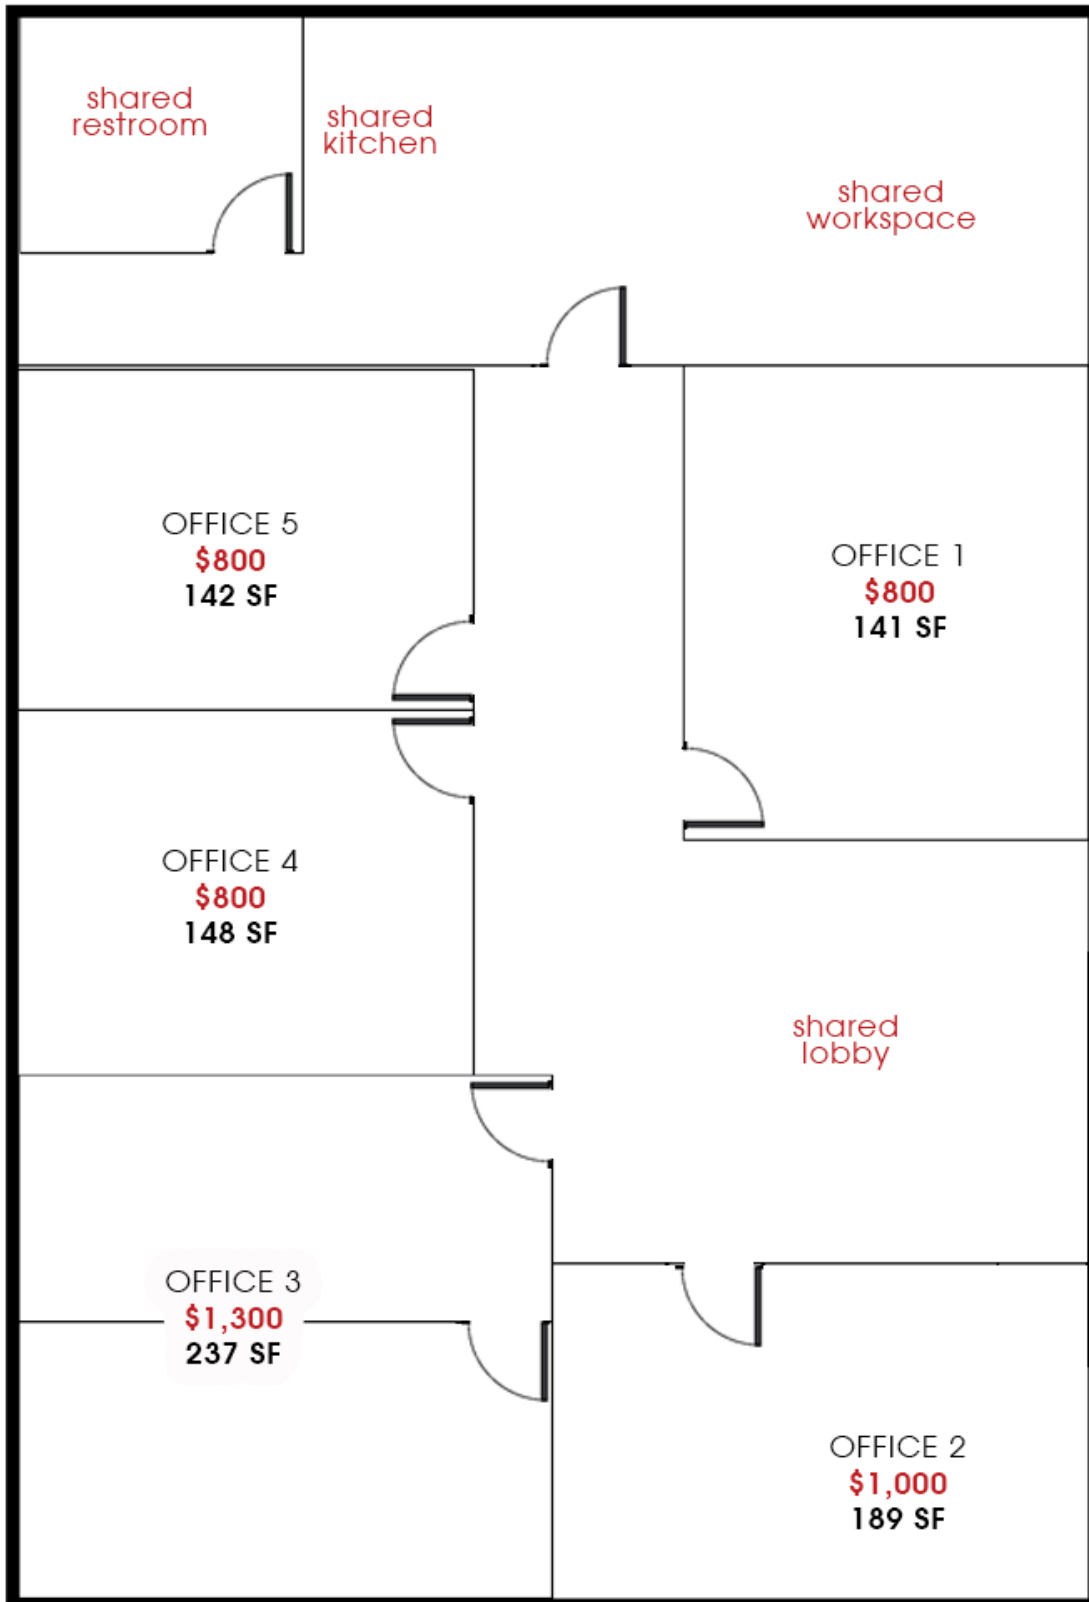 shared
restroom
shared
kitchen
shared
workspace
OFFICE 5
$800
142 SF
OFFICE 1
$800
141 SF
OFFICE 4
$800
148 SF
shared
lobby
OFFICE 3
$1,300
237 SF
OFFICE 2
$1,000
189 SF